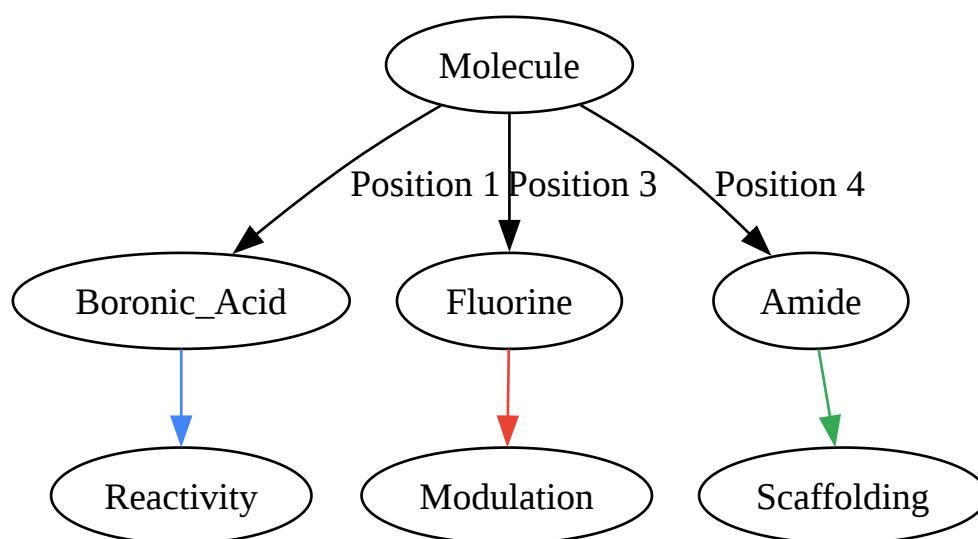 Molecule
Position 1
Position 3
Position 4
Boronic_Acid
Fluorine
Amide
Reactivity
Modulation
Scaffolding